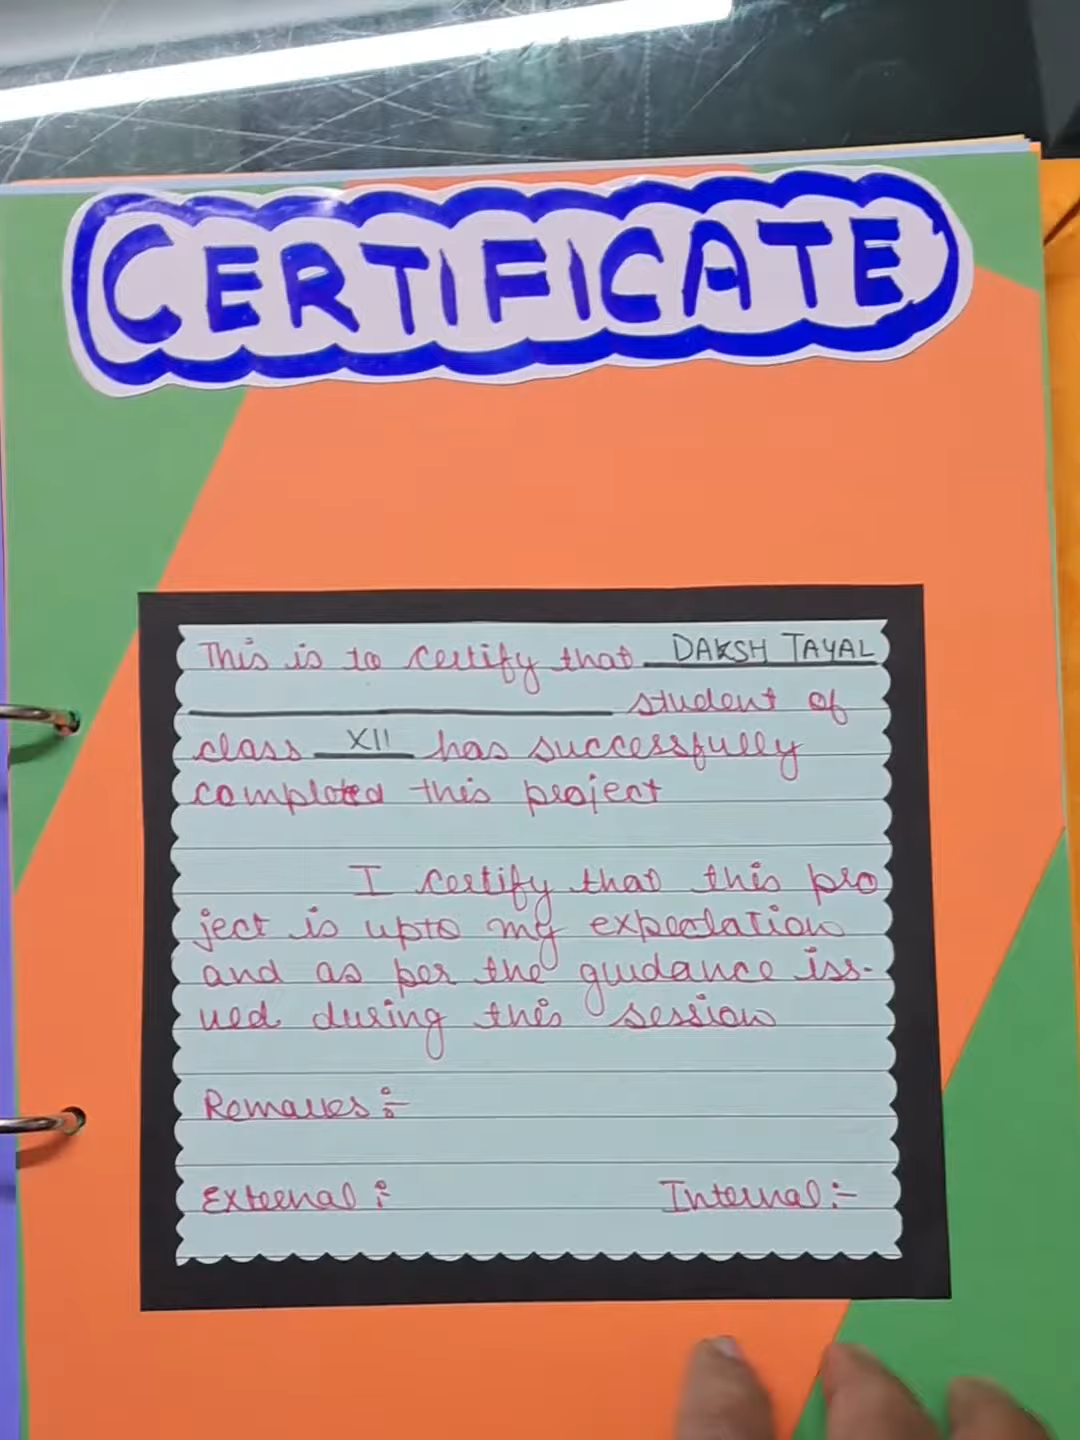 CERTIFICATE
This is to certify that DAKSH TAYAL
student of
class XII has successfully
completed this project
I certify that this pro
ject is upto my expectation
and as per the guidance iss-
ued during this session
Remarks :-
External :-
Internal :-